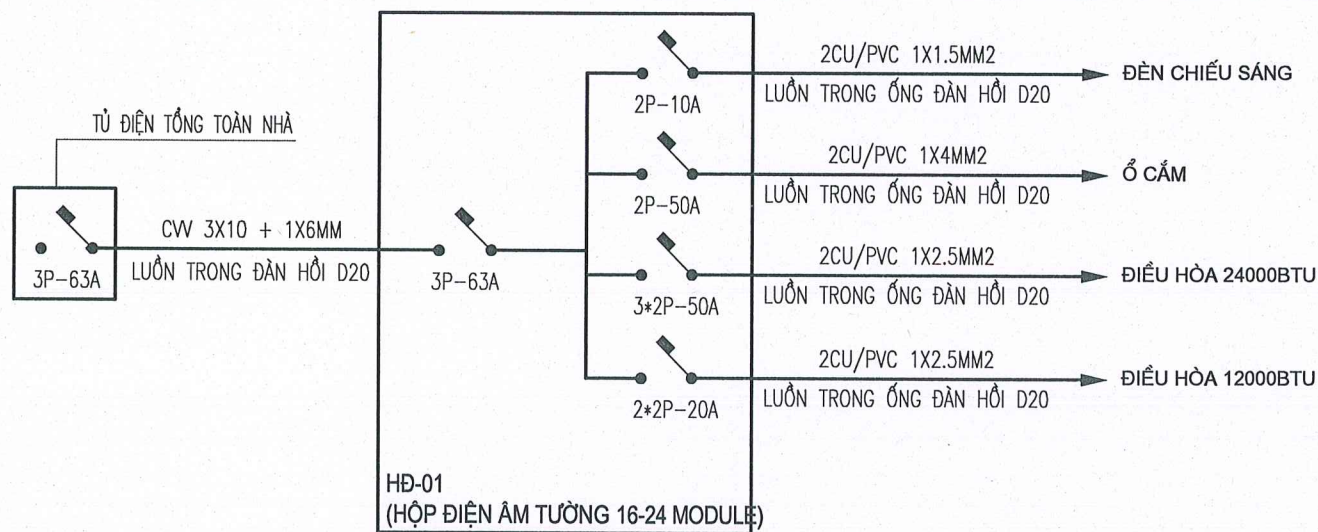 TỦ ĐIỆN TỔNG TOÀN NHÀ
3P-63A
CVV 3X10 + 1X6MM
LUỒN TRONG ĐÀN HỒI D20
3P-63A
2P-10A
2CU/PVC 1X1.5MM2
LUỒN TRONG ỐNG ĐÀN HỒI D20
ĐÈN CHIẾU SÁNG
2P-50A
2CU/PVC 1X4MM2
LUỒN TRONG ỐNG ĐÀN HỒI D20
Ổ CẮM
3*2P-50A
2CU/PVC 1X2.5MM2
LUỒN TRONG ỐNG ĐÀN HỒI D20
ĐIỀU HÒA 24000BTU
2*2P-20A
2CU/PVC 1X2.5MM2
LUỒN TRONG ỐNG ĐÀN HỒI D20
ĐIỀU HÒA 12000BTU
HĐ-01
(HỘP ĐIỆN ÂM TƯỜNG 16-24 MODULE)